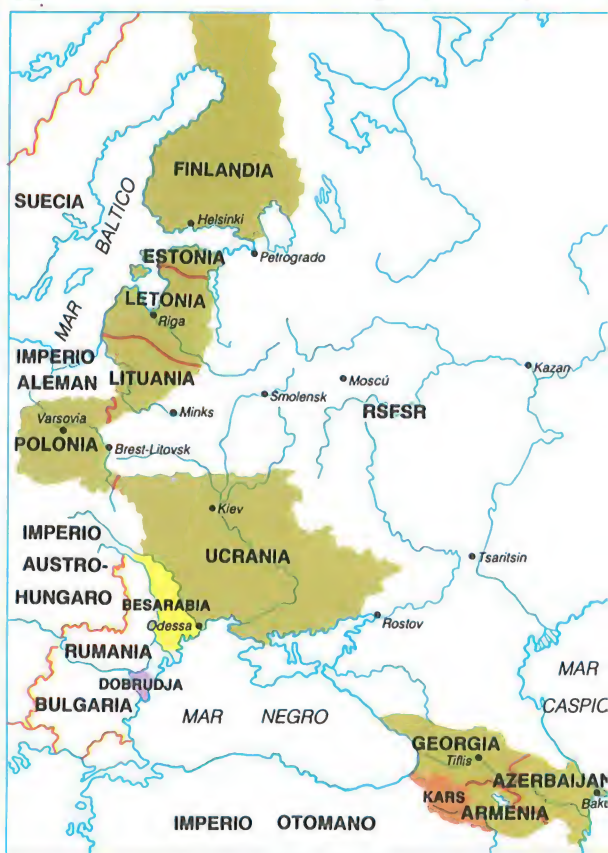 FINLANDIA
SUECIA
BALTICO
Helsinki
ESTONIA
Petrogrado
LETONIA
MAR
Riga
IMPERIO
ALEMAN
LITUANIA
Kazan
Moscú
Smolensk
RSFSR
Minks
Varsovia
POLONIA
Brest-Litovsk
Kiev
IMPERIO
AUSTRO-
HUNGARO
UCRANIA
Tsaritsin
BESARABIA
Odessa
Rostov
RUMANIA
MAR
CASPIO
DOBRUDJA
BULGARIA
MAR NEGRO
GEORGIA
Tiflis
AZERBAIJAN
KARS
Baku
ARMENIA
IMPERIO OTOMANO